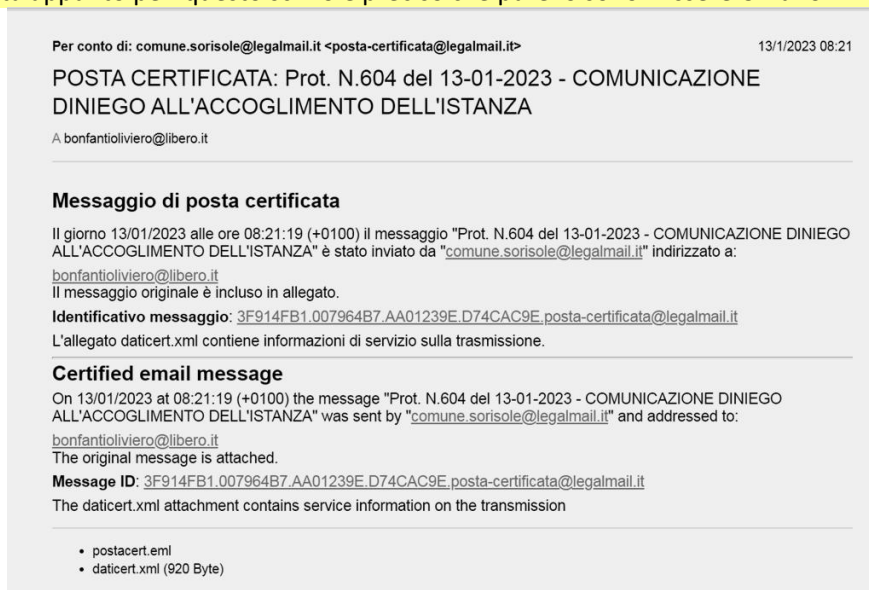 Per conto di: comune.sorisole@legalmail.it <posta-certificata@legalmail.it> 13/1/2023 08:21
POSTA CERTIFICATA: Prot. N.604 del 13-01-2023 - COMUNICAZIONE
DINIEGO ALL'ACCOGLIMENTO DELL'ISTANZA
A bonfantioliviero@libero.it
Messaggio di posta certificata
Il giorno 13/01/2023 alle ore 08:21:19 (+0100) il messaggio "Prot. N.604 del 13-01-2023 - COMUNICAZIONE DINIEGO
ALL'ACCOGLIMENTO DELL'ISTANZA" è stato inviato da "comune.sorisole@legalmail.it" indirizzato a:
bonfantioliviero@libero.it
Il messaggio originale è incluso in allegato.
Identificativo messaggio: 3F914FB1.007964B7.AA01239E.D74CAC9E.posta-certificata@legalmail.it
L'allegato daticert.xml contiene informazioni di servizio sulla trasmissione.
Certified email message
On 13/01/2023 at 08:21:19 (+0100) the message "Prot. N.604 del 13-01-2023 - COMUNICAZIONE DINIEGO
ALL'ACCOGLIMENTO DELL'ISTANZA" was sent by "comune.sorisole@legalmail.it" and addressed to:
bonfantioliviero@libero.it
The original message is attached.
Message ID: 3F914FB1.007964B7.AA01239E.D74CAC9E.posta-certificata@legalmail.it
The daticert.xml attachment contains service information on the transmission
• postacert.eml
• daticert.xml (920 Byte)